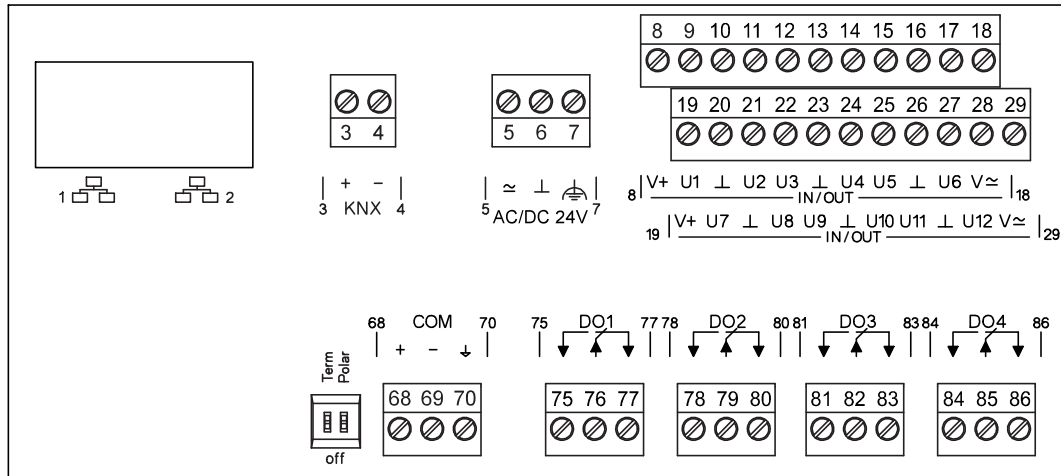 8 9 10 11 12 13 14 15 16 17 18
19 20 21 22 23 24 25 26 27 28 29
3 4
5 6 7
1 2
3 + − 4
KNX
5 ≃ ⊥ 7
AC/DC 24V
8 V+ U1 ⊥ U2 U3 ⊥ U4 U5 ⊥ U6 V≃ 18
IN/OUT
19 V+ U7 ⊥ U8 U9 ⊥ U10 U11 ⊥ U12 V≃ 29
IN/OUT
68 COM 70 75 DO1 77 78 DO2 80 81 DO3 83 84 DO4 86
+ −
Term
Polar
68 69 70 75 76 77 78 79 80 81 82 83 84 85 86
off